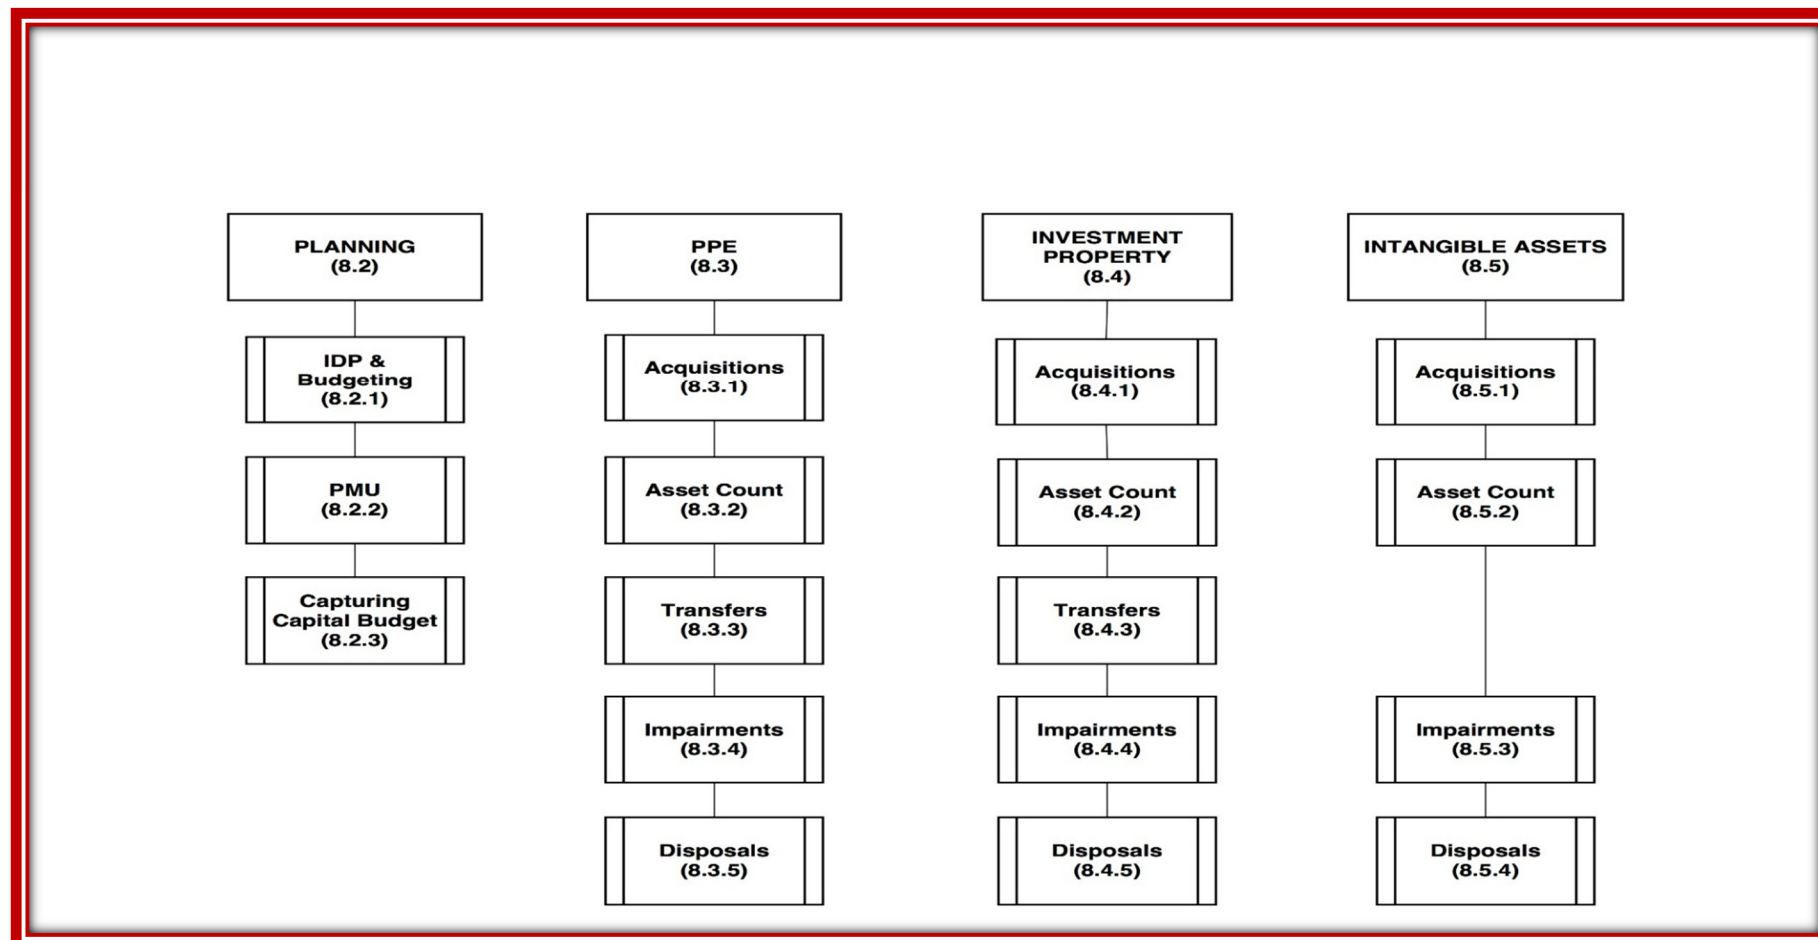 PLANNING
(8.2)
IDP &
Budgeting
(8.2.1)
PMU
(8.2.2)
Capturing
Capital Budget
(8.2.3)
PPE
(8.3)
Acquisitions
(8.3.1)
Asset Count
(8.3.2)
Transfers
(8.3.3)
Impairments
(8.3.4)
Disposals
(8.3.5)
INVESTMENT
PROPERTY
(8.4)
Acquisitions
(8.4.1)
Asset Count
(8.4.2)
Transfers
(8.4.3)
Impairments
(8.4.4)
Disposals
(8.4.5)
INTANGIBLE ASSETS
(8.5)
Acquisitions
(8.5.1)
Asset Count
(8.5.2)
Impairments
(8.5.3)
Disposals
(8.5.4)